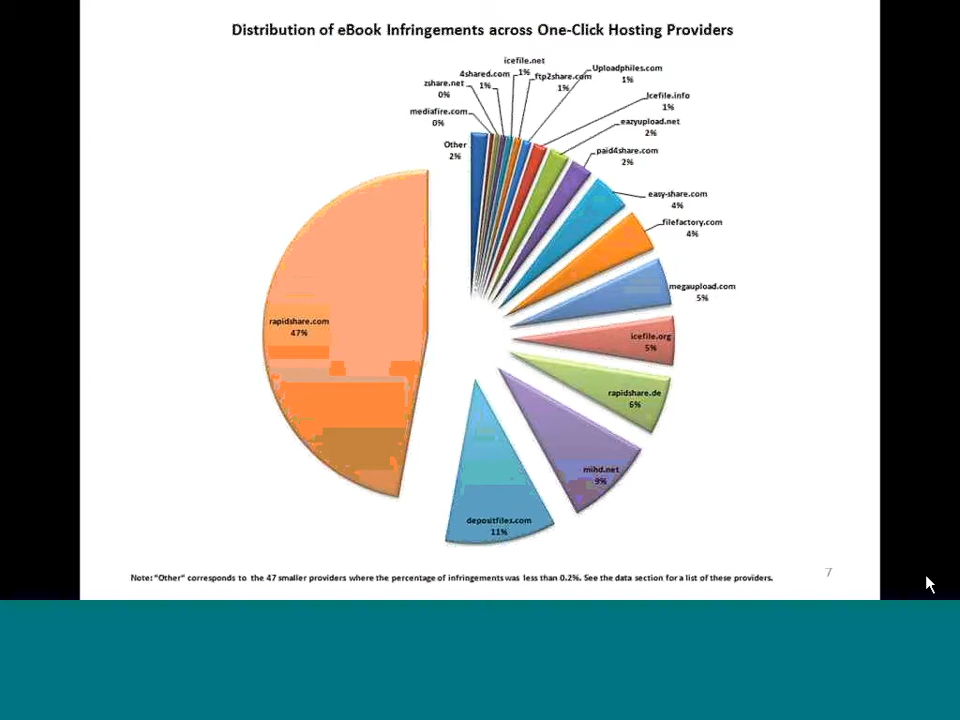 Distribution of eBook Infringements across One-Click Hosting Providers
icefile.net
1%
4shared.com
1%
ftp2share.com
1%
Uploadphiles.com
1%
zshare.net
0%
Icefile.info
1%
mediafire.com
0%
eazyupload.net
2%
Other
2%
paid4share.com
2%
easy-share.com
4%
filefactory.com
4%
megaupload.com
5%
rapidshare.com
47%
icefile.org
5%
rapidshare.de
6%
mihd.net
9%
depositfiles.com
11%
Note: "Other" corresponds to the 47 smaller providers where the percentage of infringements was less than 0.2%. See the data section for a list of these providers.
7